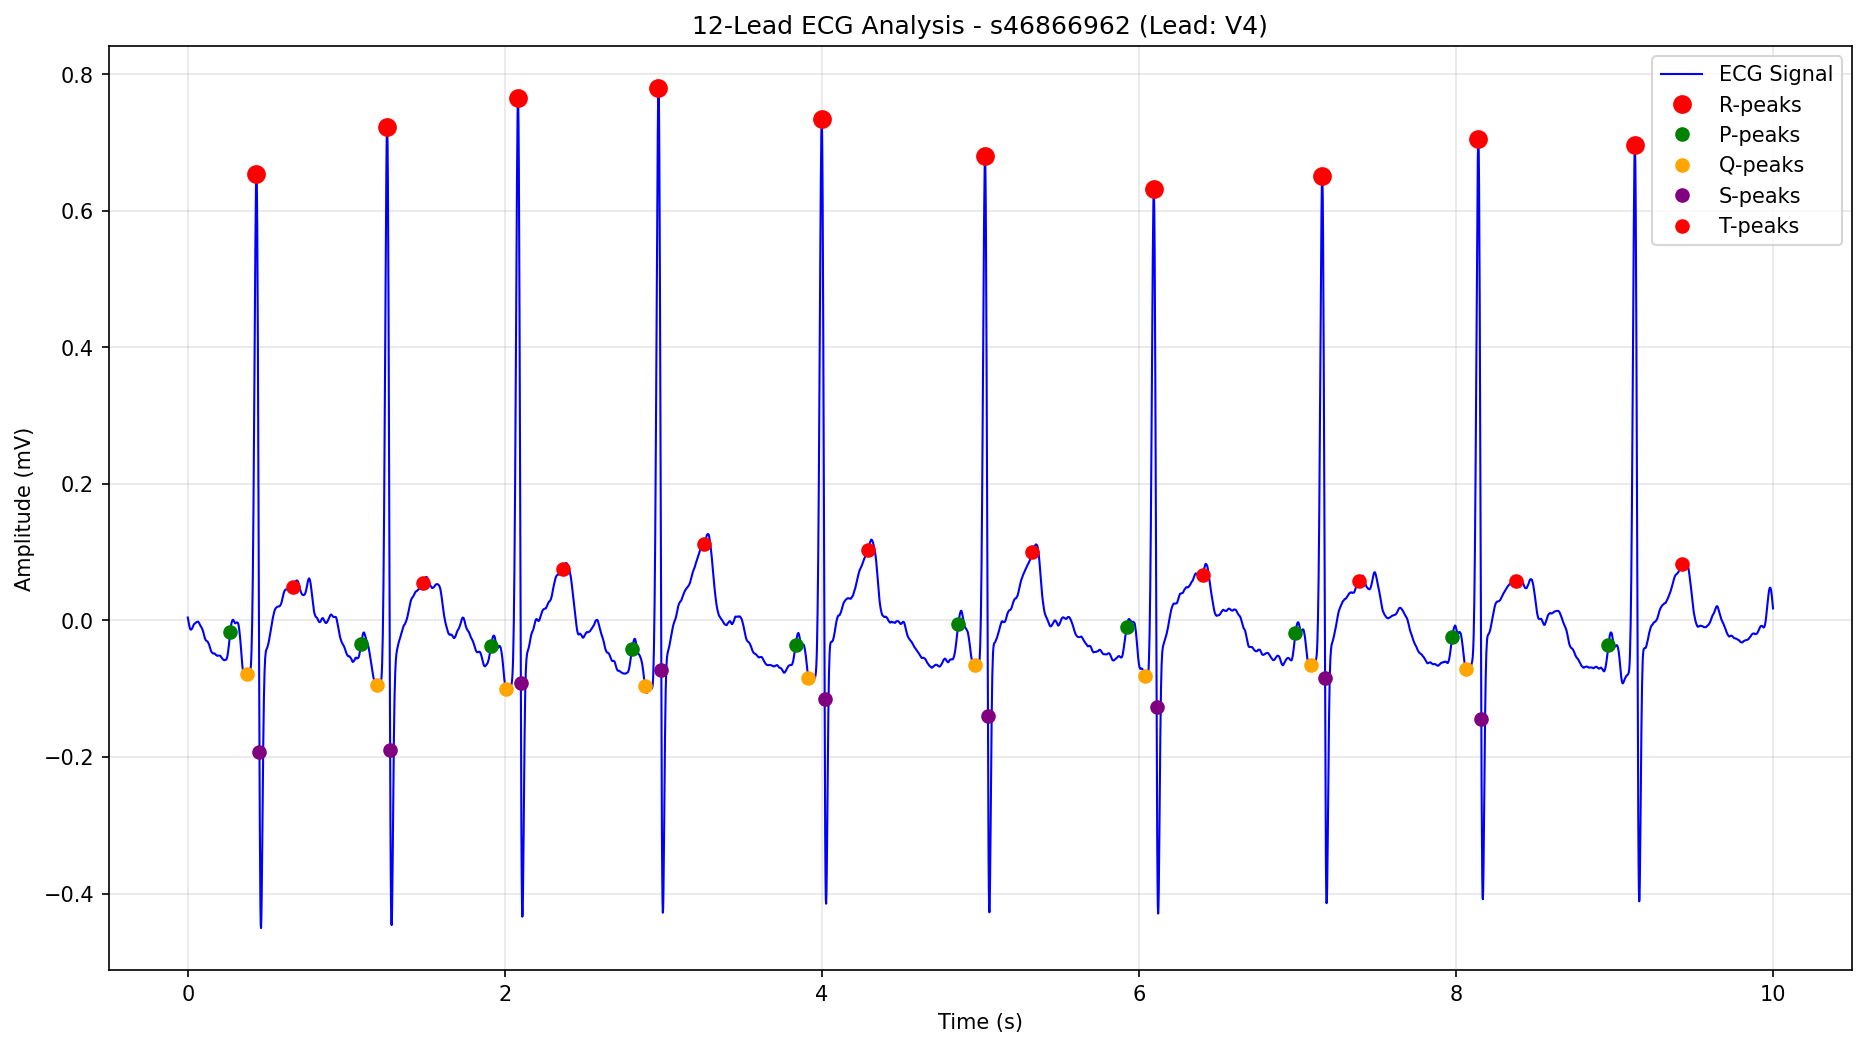 12-Lead ECG Analysis - s46866962 (Lead: V4)
ECG Signal
R-peaks
P-peaks
Q-peaks
S-peaks
T-peaks
Amplitude (mV)
0.8
0.6
0.4
0.2
0.0
−0.2
−0.4
0 2 4 6 8 10
Time (s)